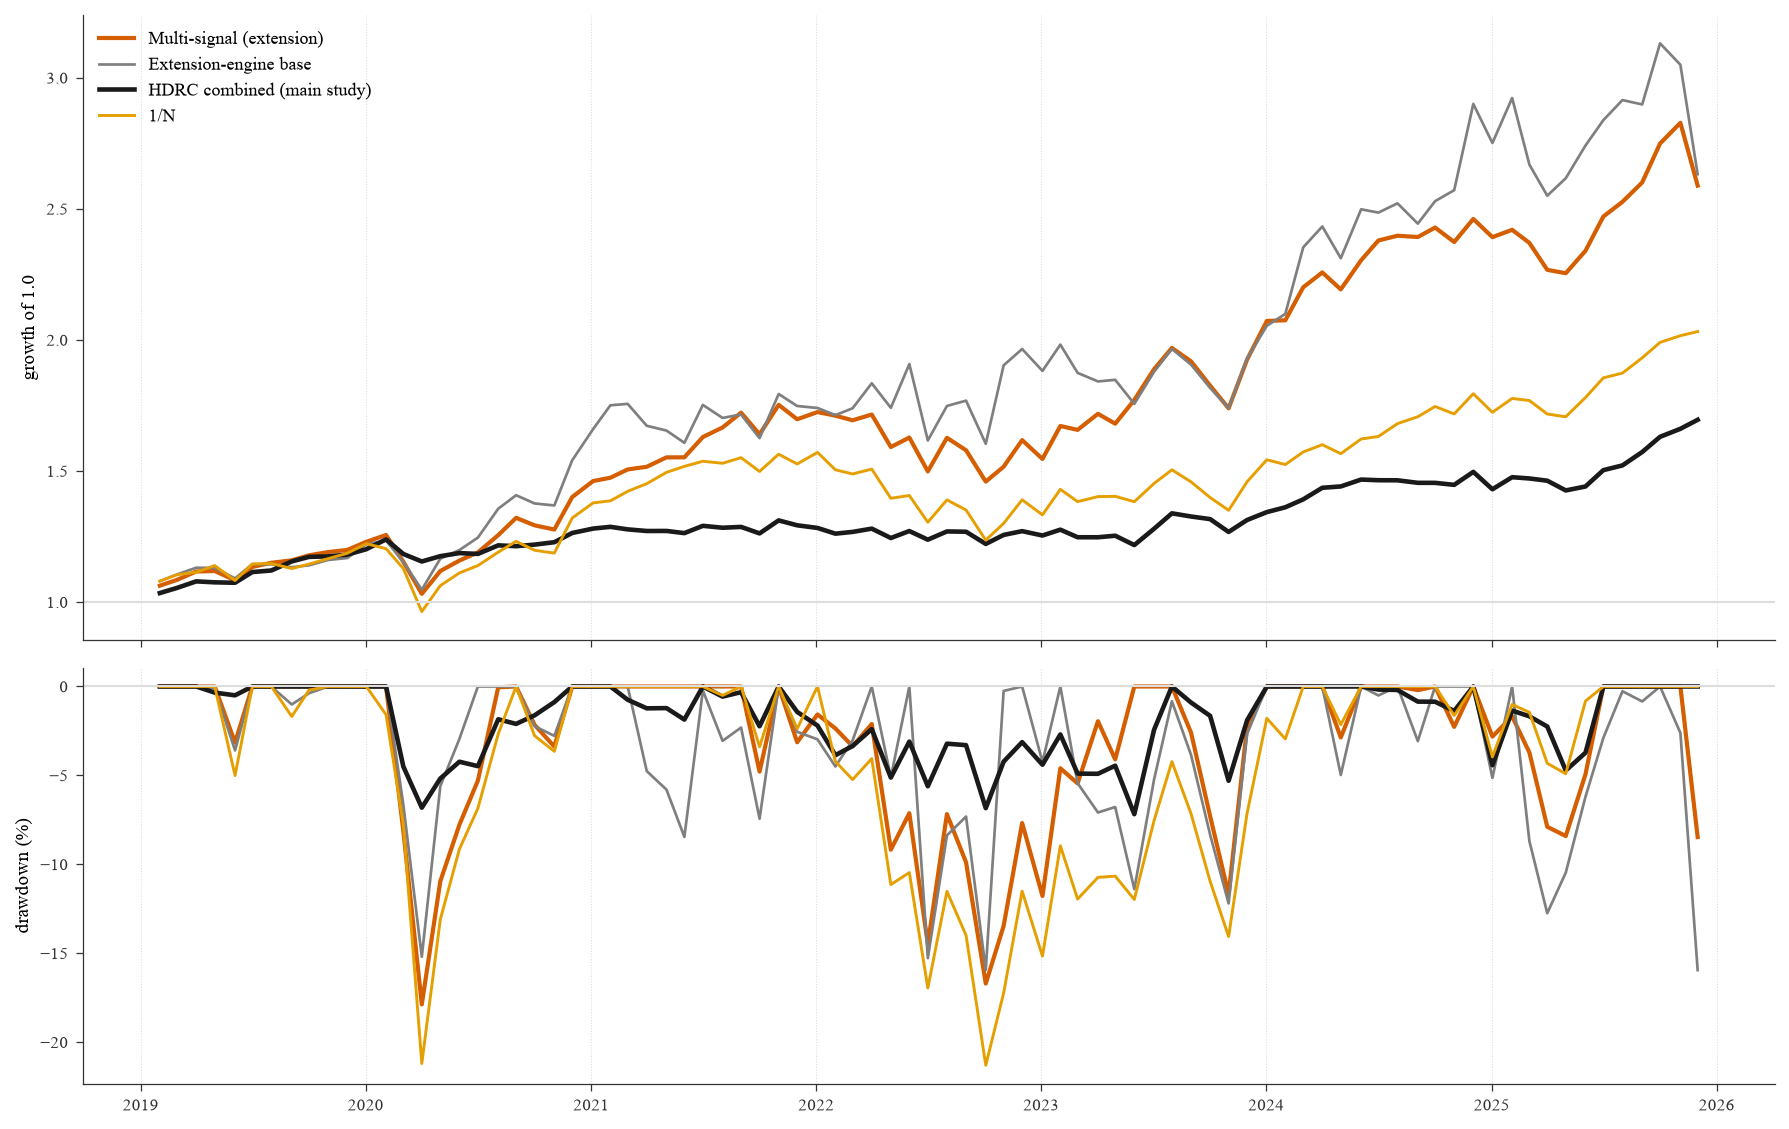 Multi-signal (extension)
Extension-engine base
HDRC combined (main study)
1/N
growth of 1.0
3.0
2.5
2.0
1.5
1.0
drawdown (%)
0
−5
−10
−15
−20
2019 2020 2021 2022 2023 2024 2025 2026